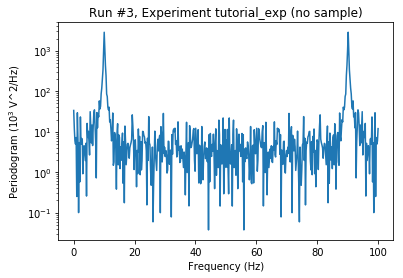 Run #3, Experiment tutorial_exp (no sample)
Periodogram (10³ V^2/Hz)
10³
10²
10¹
10⁰
10⁻¹
0 20 40 60 80 100
Frequency (Hz)